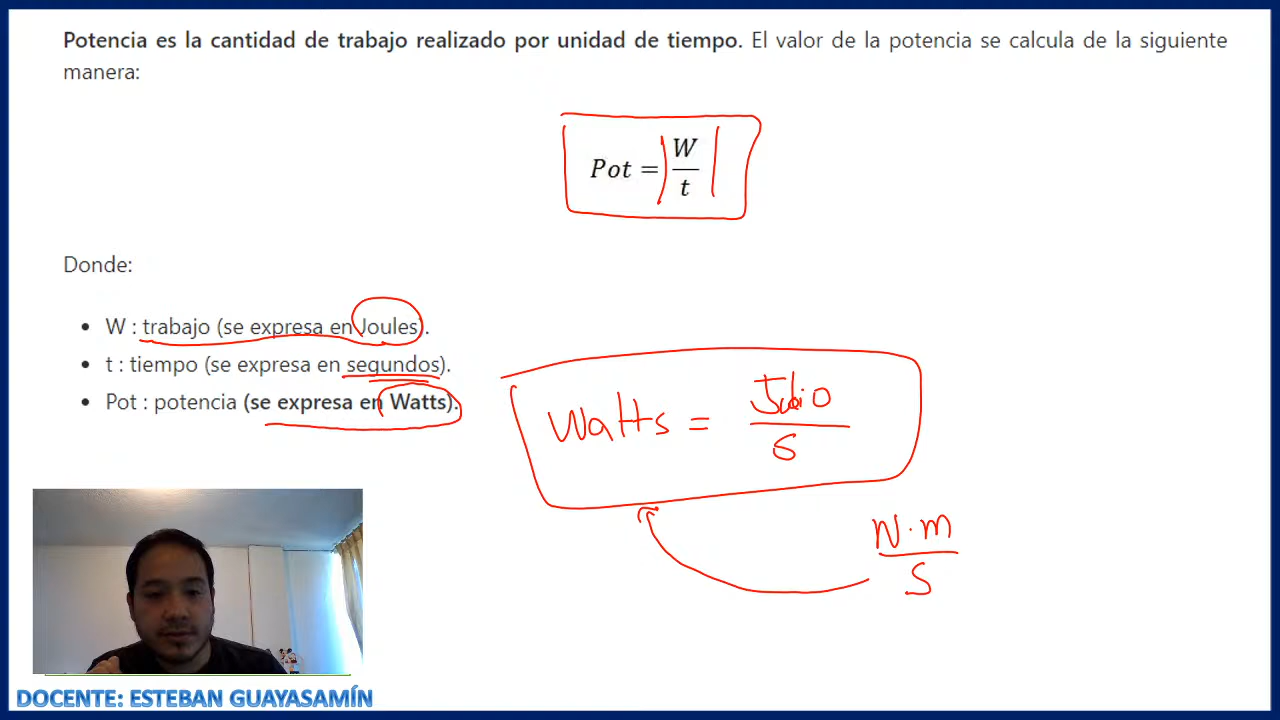 Potencia es la cantidad de trabajo realizado por unidad de tiempo. El valor de la potencia se calcula de la siguiente
manera:
Pot = |W/t|
Donde:
• W : trabajo (se expresa en Joules).
• t : tiempo (se expresa en segundos).
• Pot : potencia (se expresa en Watts).
Watts = Julio/s
N·m/s
DOCENTE: ESTEBAN GUAYASAMÍN